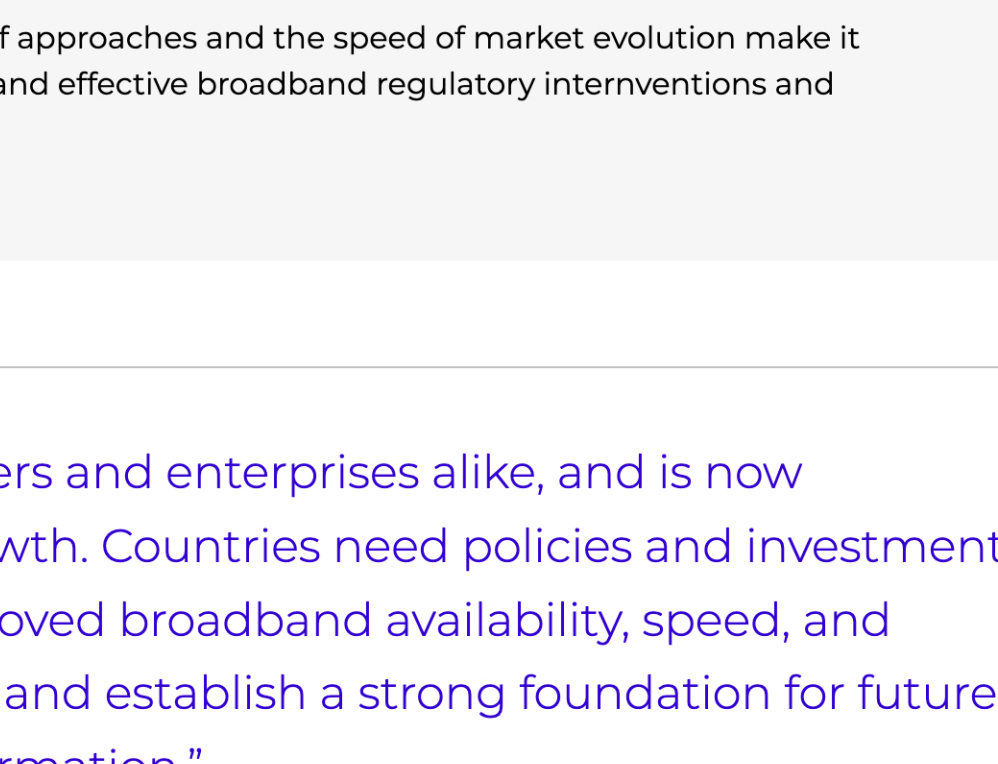 f approaches and the speed of market evolution make it
and effective broadband regulatory internventions and
ers and enterprises alike, and is now
wth. Countries need policies and investment
oved broadband availability, speed, and
and establish a strong foundation for future
rmation.”